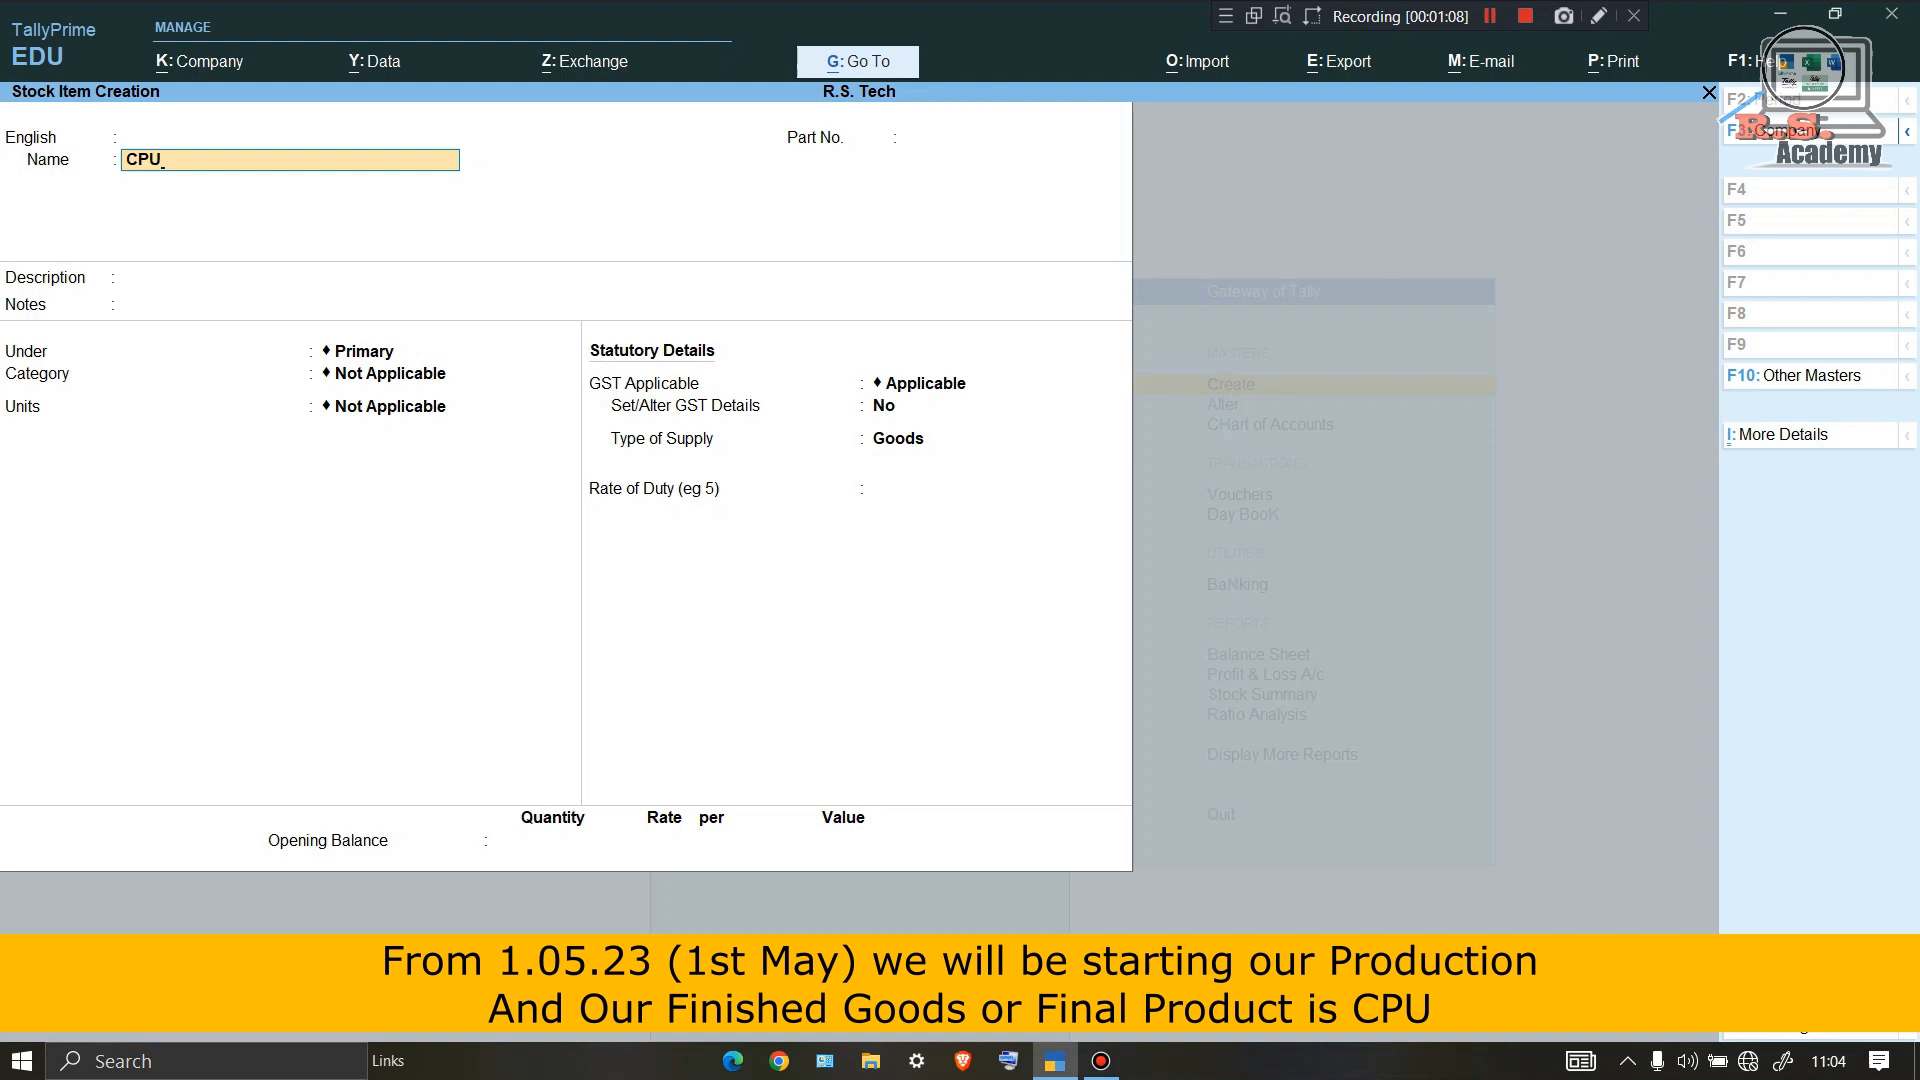 TallyPrime
EDU
MANAGE
K: Company
Y: Data
Z: Exchange
G: Go To
O: Import
E: Export
M: E-mail
P: Print
F1: Help
Recording [00:01:08]
Stock Item Creation
R.S. Tech
English :
Name : CPU
Part No. :
Description :
Notes :
Under : ♦ Primary
Category : ♦ Not Applicable
Units : ♦ Not Applicable
Statutory Details
GST Applicable : ♦ Applicable
Set/Alter GST Details : No
Type of Supply : Goods
Rate of Duty (eg 5) :
Quantity Rate per Value
Opening Balance :
Gateway of Tally
MASTERS
Create
Alter
CHart of Accounts
TRANSACTIONS
Vouchers
Day BooK
UTILITIES
BaNking
REPORTS
Balance Sheet
Profit & Loss A/c
Stock Summary
Ratio Analysis
Display More Reports
Quit
F2: Period
F3: Company
R.S.
Academy
F4
F5
F6
F7
F8
F9
F10: Other Masters
I: More Details
From 1.05.23 (1st May) we will be starting our Production
And Our Finished Goods or Final Product is CPU
Search
Links
11:04